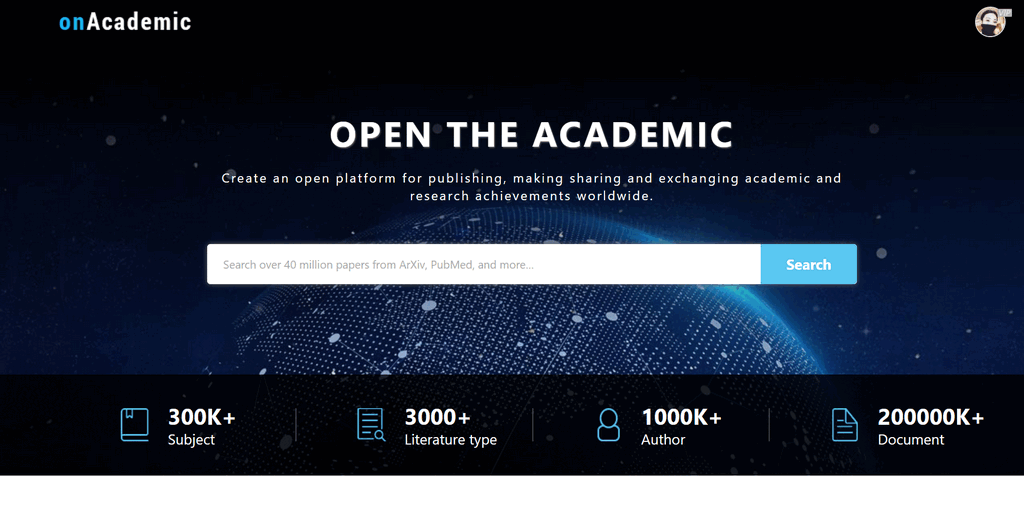 onAcademic
OPEN THE ACADEMIC
Create an open platform for publishing, making sharing and exchanging academic and
research achievements worldwide.
Search over 40 million papers from ArXiv, PubMed, and more...
Search
300K+
Subject
3000+
Literature type
1000K+
Author
200000K+
Document